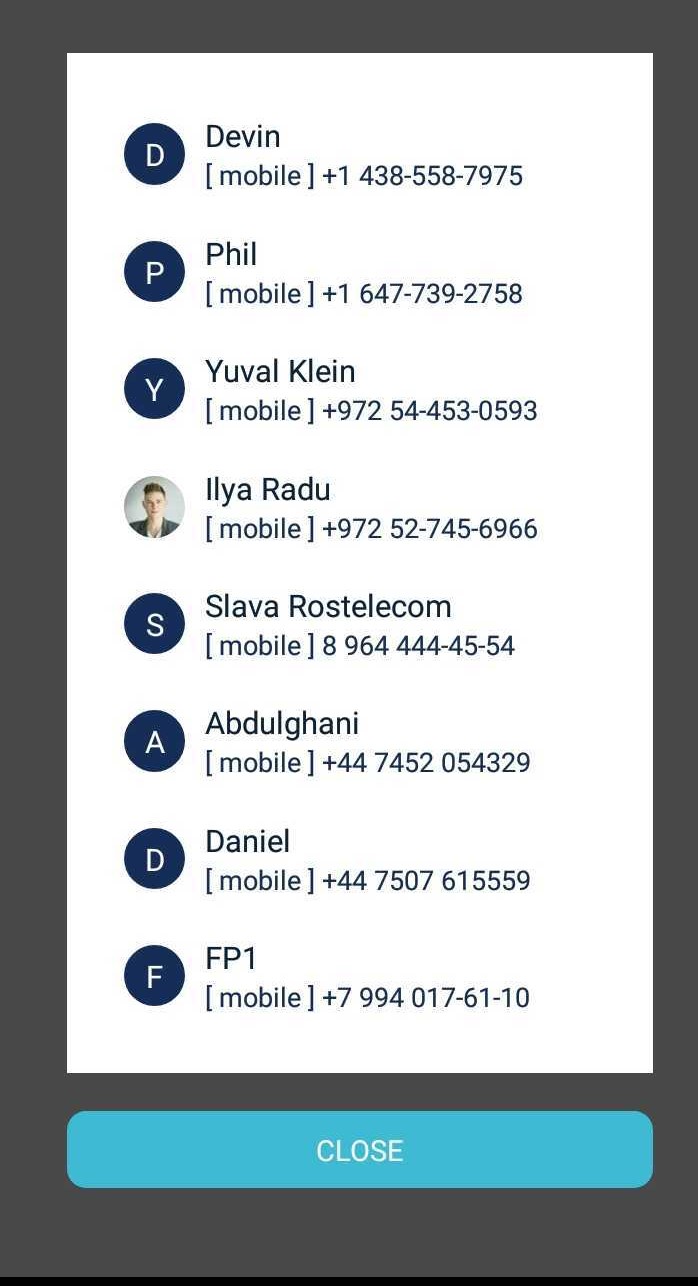 D
Devin
[ mobile ] +1 438-558-7975
P
Phil
[ mobile ] +1 647-739-2758
Y
Yuval Klein
[ mobile ] +972 54-453-0593
Ilya Radu
[ mobile ] +972 52-745-6966
S
Slava Rostelecom
[ mobile ] 8 964 444-45-54
A
Abdulghani
[ mobile ] +44 7452 054329
D
Daniel
[ mobile ] +44 7507 615559
F
FP1
[ mobile ] +7 994 017-61-10
CLOSE